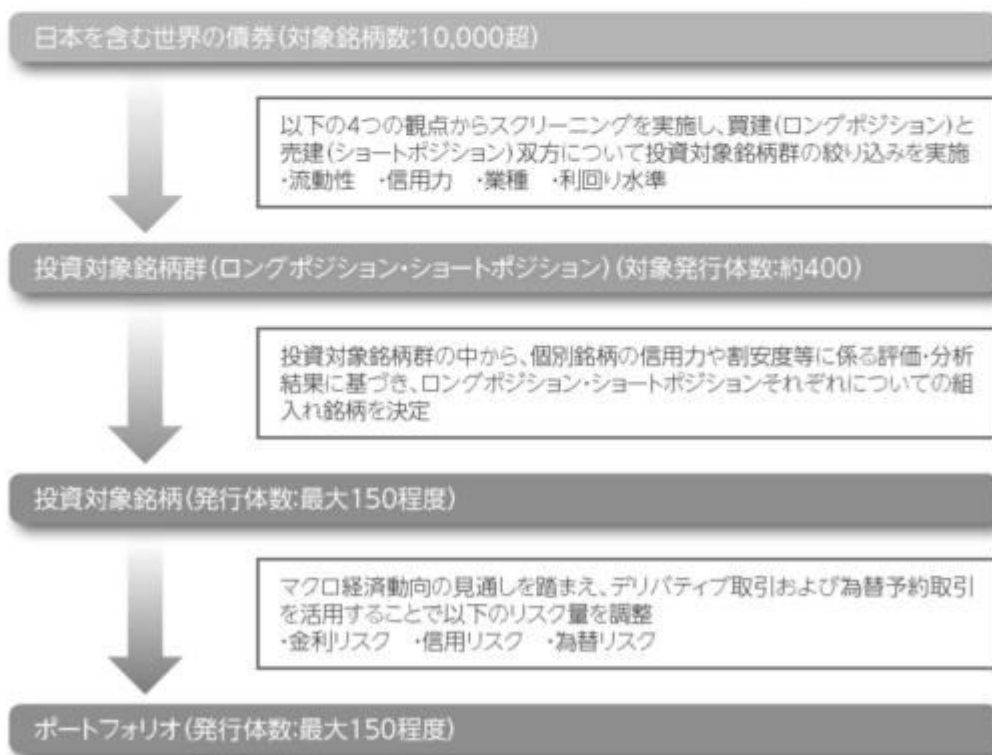 日本を含む世界の債券(対象銘柄数:10,000超)
以下の4つの観点からスクリーニングを実施し、買建(ロングポジション)と
売建(ショートポジション)双方について投資対象銘柄群の絞り込みを実施
・流動性　・信用力　・業種　・利回り水準
投資対象銘柄群(ロングポジション・ショートポジション)(対象発行体数:約400)
投資対象銘柄群の中から、個別銘柄の信用力や割安度等に係る評価・分析
結果に基づき、ロングポジション・ショートポジションそれぞれについての組
入れ銘柄を決定
投資対象銘柄(発行体数:最大150程度)
マクロ経済動向の見通しを踏まえ、デリバティブ取引および為替予約取引
を活用することで以下のリスク量を調整
・金利リスク　・信用リスク　・為替リスク
ポートフォリオ(発行体数:最大150程度)